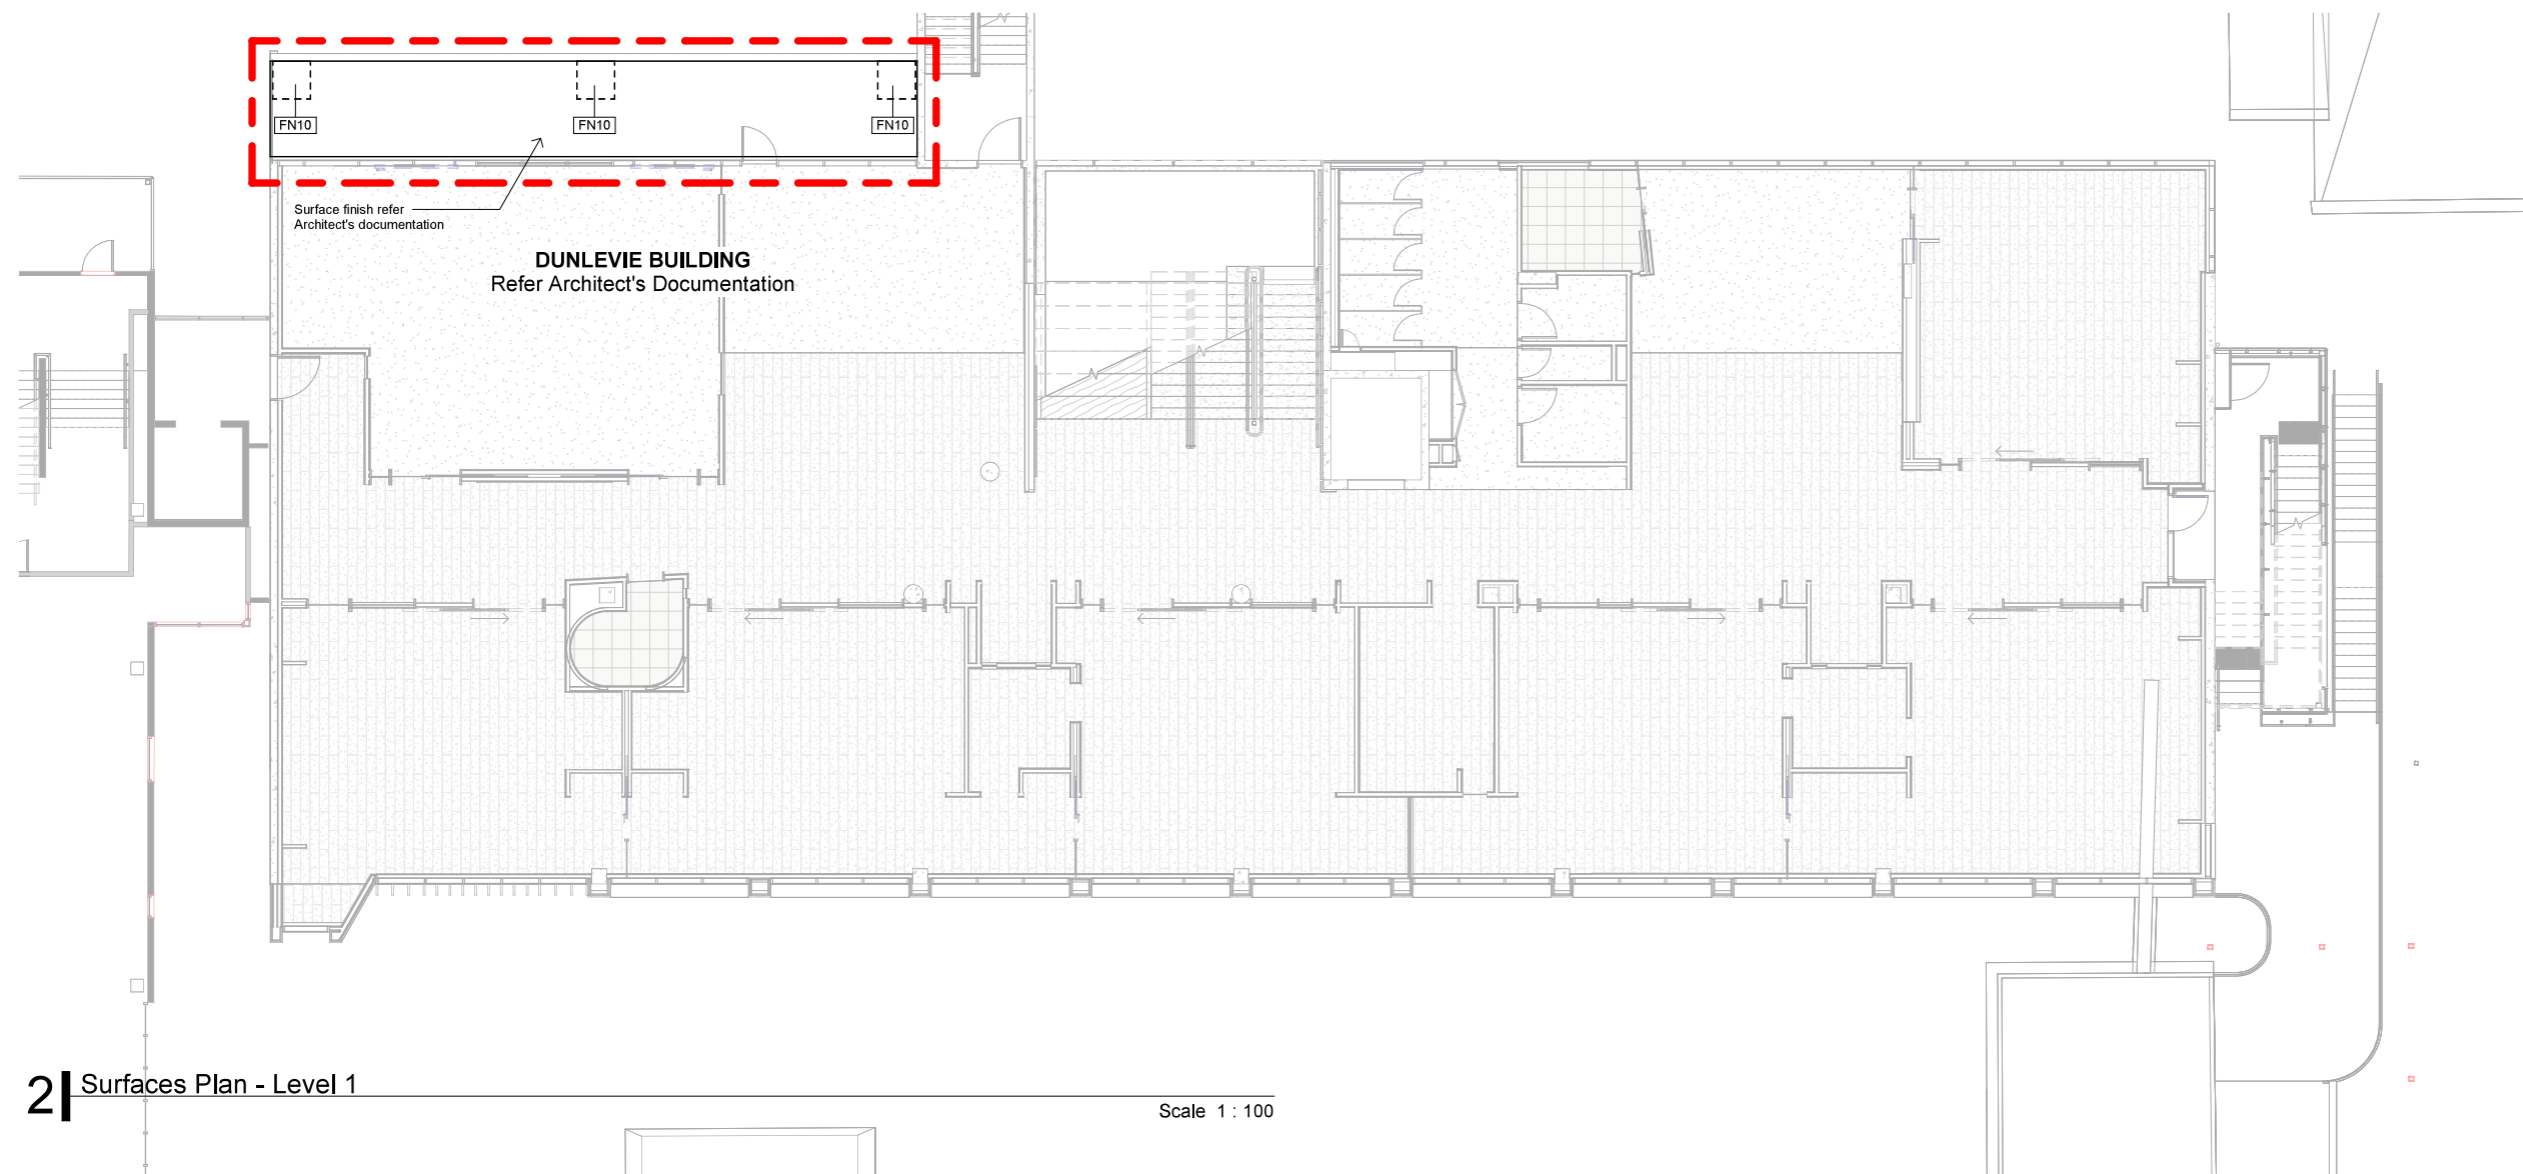 FN10 FN10 FN10
Surface finish refer
Architect's documentation
DUNLEVIE BUILDING
Refer Architect's Documentation
2 Surfaces Plan - Level 1
Scale 1 : 100